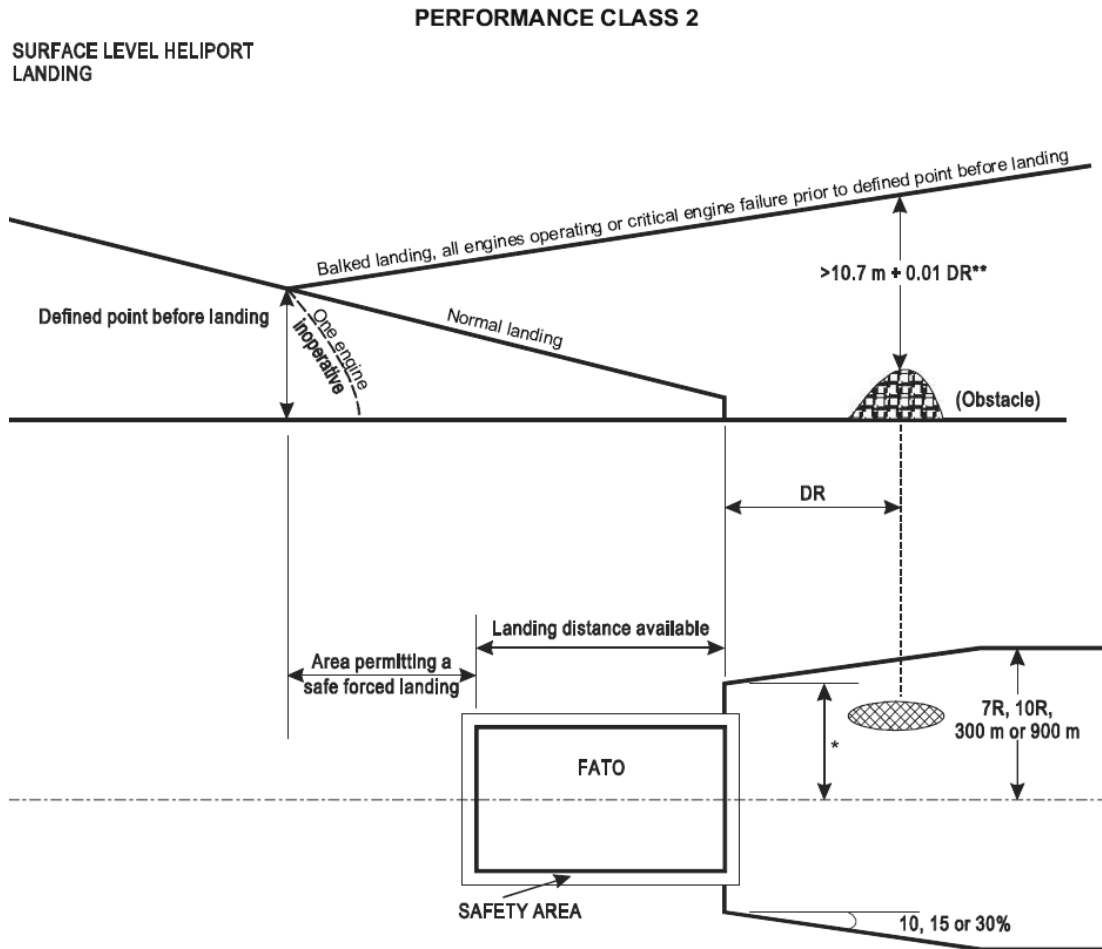 PERFORMANCE CLASS 2
SURFACE LEVEL HELIPORT
LANDING
Balked landing, all engines operating or critical engine failure prior to defined point before landing
>10.7 m + 0.01 DR**
Defined point before landing
One engine
inoperative
Normal landing
(Obstacle)
DR
Landing distance available
Area permitting a
safe forced landing
7R, 10R,
300 m or 900 m
*
FATO
SAFETY AREA
10, 15 or 30%